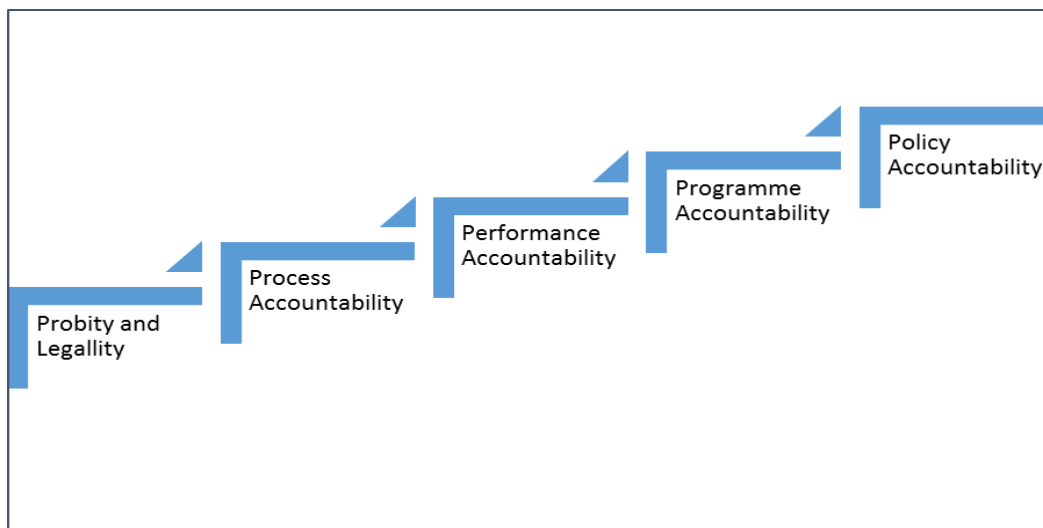 Probity and
Legallity
Process
Accountability
Performance
Accountability
Programme
Accountability
Policy
Accountability